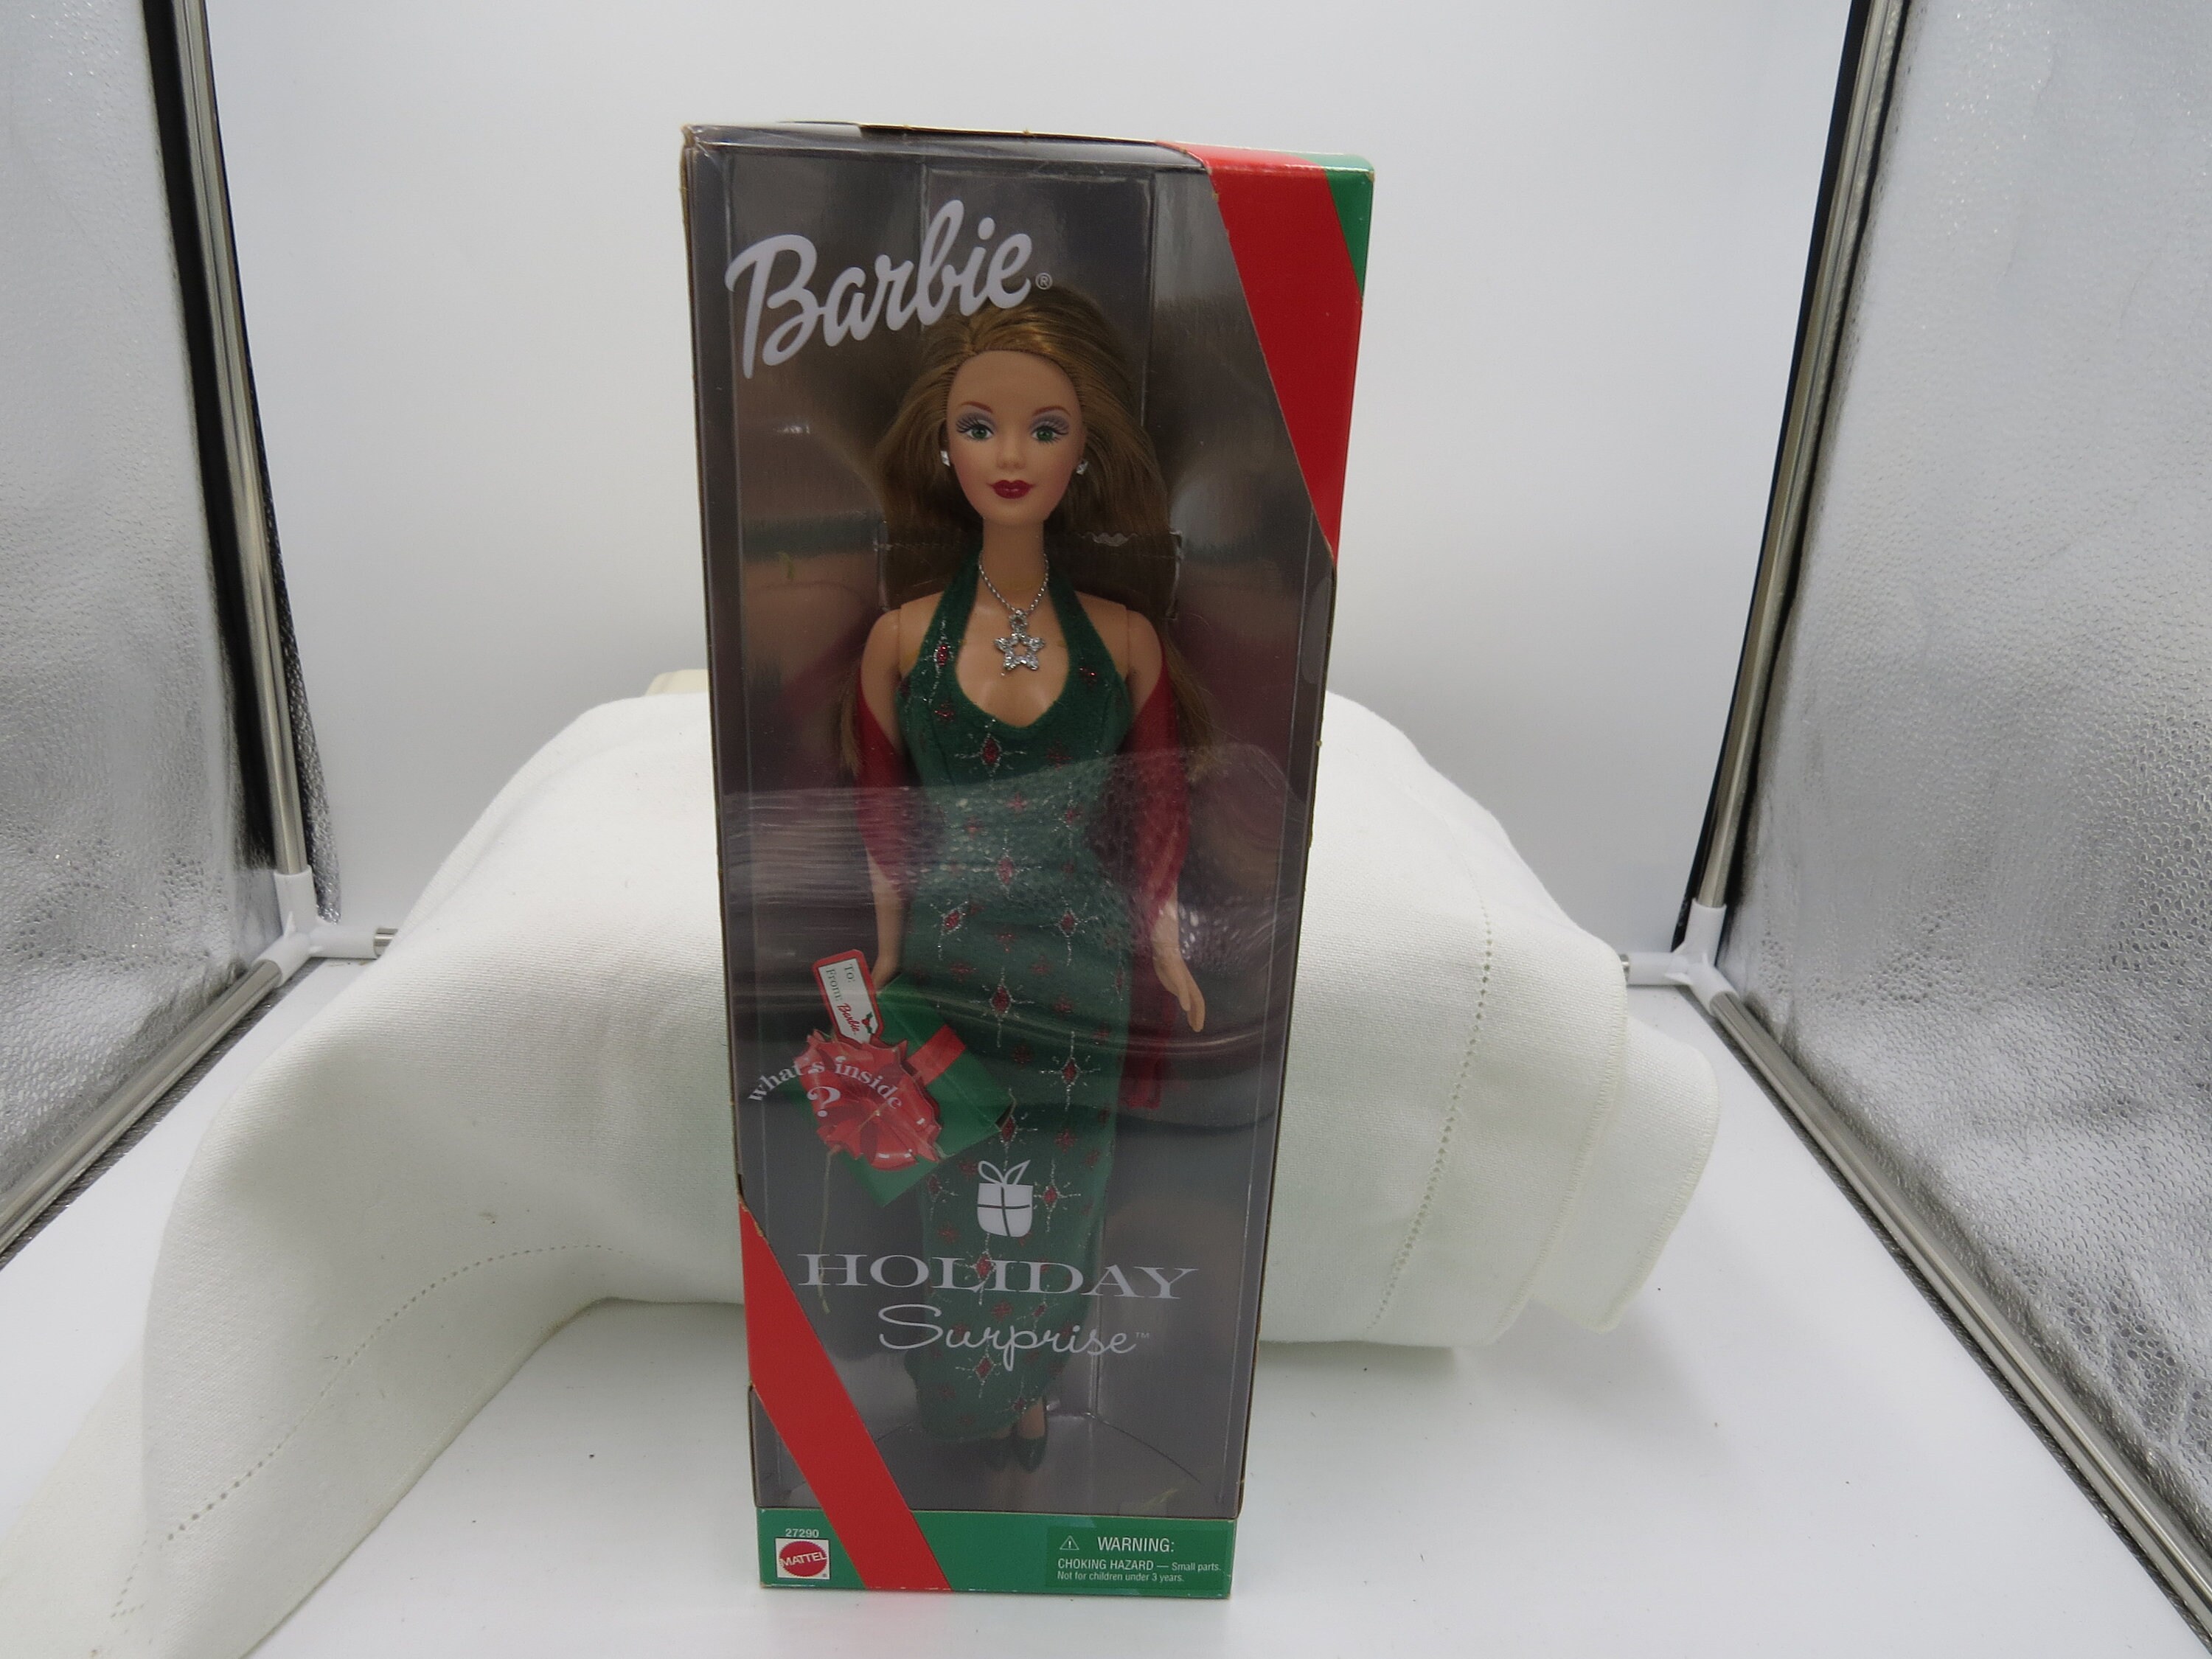 Barbie®
To:
From: Barbie
what's inside
?
HOLIDAY
Surprise™
27290
MATTEL
⚠ WARNING:
CHOKING HAZARD — Small parts.
Not for children under 3 years.